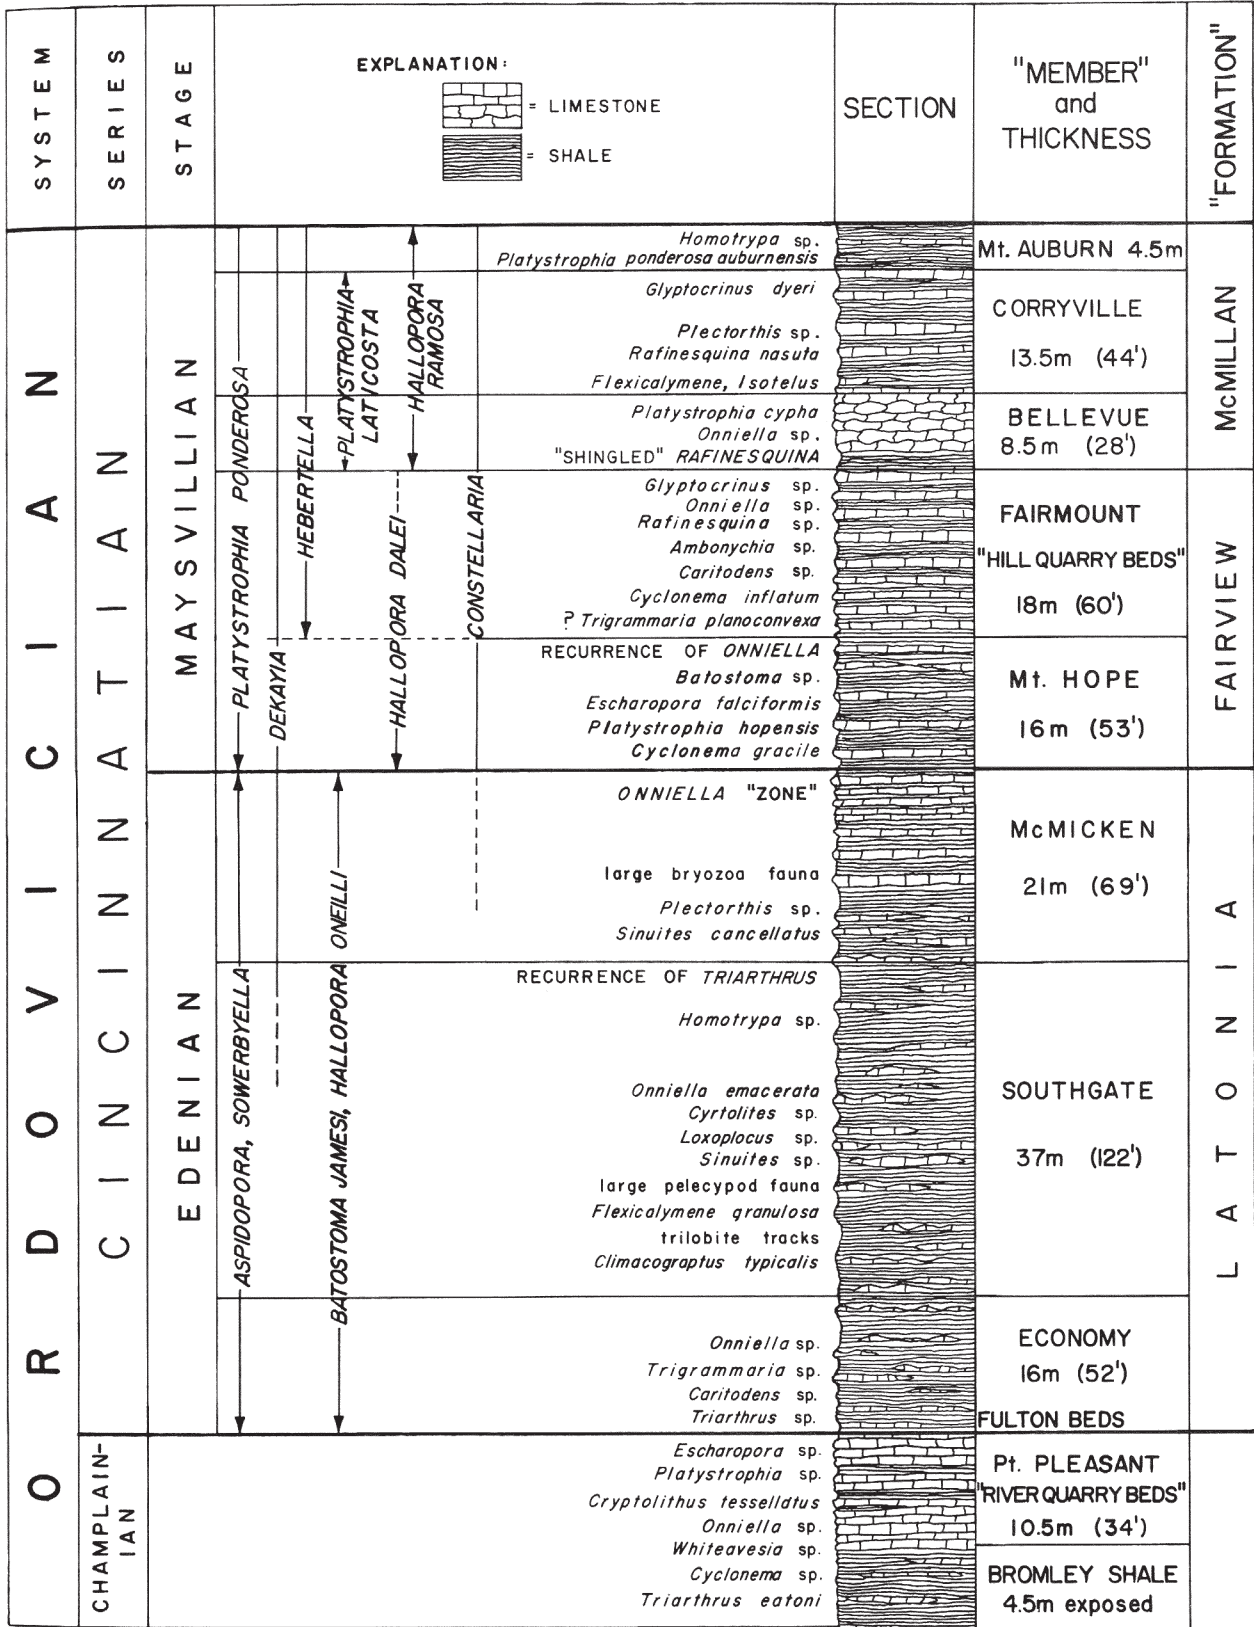 SYSTEM
SERIES
STAGE
EXPLANATION:
= LIMESTONE
= SHALE
SECTION
"MEMBER"
and
THICKNESS
"FORMATION"
ORDOVICIAN
CINCINNATIAN
CHAMPLAIN-
IAN
MAYSVILLIAN
EDENIAN
PLATYSTROPHIA PONDEROSA
DEKAYIA
HEBERTELLA
PLATYSTROPHIA
LATICOSTA
HALLOPORA
RAMOSA
HALLOPORA DALEI
CONSTELLARIA
ASPIDOPORA, SOWERBYELLA
BATOSTOMA JAMESI, HALLOPORA ONEILLI
Homotrypa sp.
Platystrophia ponderosa auburnensis
Glyptocrinus dyeri
Plectorthis sp.
Rafinesquina nasuta
Flexicalymene, Isotelus
Platystrophia cypha
Onniella sp.
"SHINGLED" RAFINESQUINA
Glyptocrinus sp.
Onniella sp.
Rafinesquina sp.
Ambonychia sp.
Caritodens sp.
Cyclonema inflatum
? Trigrammaria planoconvexa
RECURRENCE OF ONNIELLA
Batostoma sp.
Escharopora falciformis
Platystrophia hopensis
Cyclonema gracile
ONNIELLA "ZONE"
large bryozoa fauna
Plectorthis sp.
Sinuites cancellatus
RECURRENCE OF TRIARTHRUS
Homotrypa sp.
Onniella emacerata
Cyrtolites sp.
Loxoplocus sp.
Sinuites sp.
large pelecypod fauna
Flexicalymene granulosa
trilobite tracks
Climacograptus typicalis
Onniella sp.
Trigrammaria sp.
Caritodens sp.
Triarthrus sp.
Escharopora sp.
Platystrophia sp.
Cryptolithus tessellatus
Onniella sp.
Whiteavesia sp.
Cyclonema sp.
Triarthrus eatoni
Mt. AUBURN 4.5m
CORRYVILLE
13.5m (44')
BELLEVUE
8.5m (28')
FAIRMOUNT
"HILL QUARRY BEDS"
18m (60')
Mt. HOPE
16m (53')
McMICKEN
21m (69')
SOUTHGATE
37m (122')
ECONOMY
16m (52')
FULTON BEDS
Pt. PLEASANT
"RIVER QUARRY BEDS"
10.5m (34')
BROMLEY SHALE
4.5m exposed
McMILLAN
FAIRVIEW
LATONIA